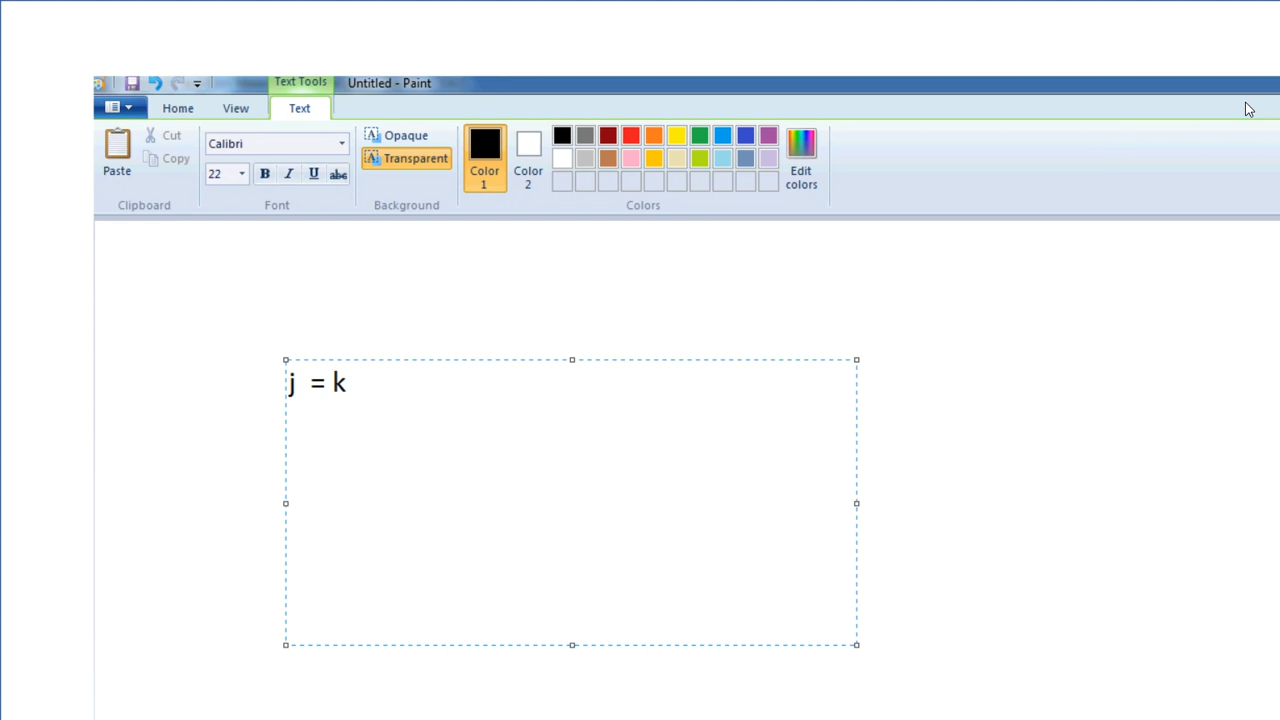 Text Tools Untitled - Paint
Home View Text
Paste
Cut
Copy
Clipboard
Calibri
22 B I U abc
Font
Opaque
Transparent
Background
Color 1
Color 2
Edit colors
Colors
j  = k